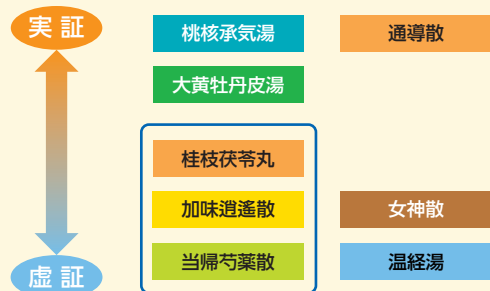 実証
桃核承気湯
通導散
大黄牡丹皮湯
桂枝茯苓丸
加味逍遙散
女神散
当帰芍薬散
温経湯
虚証